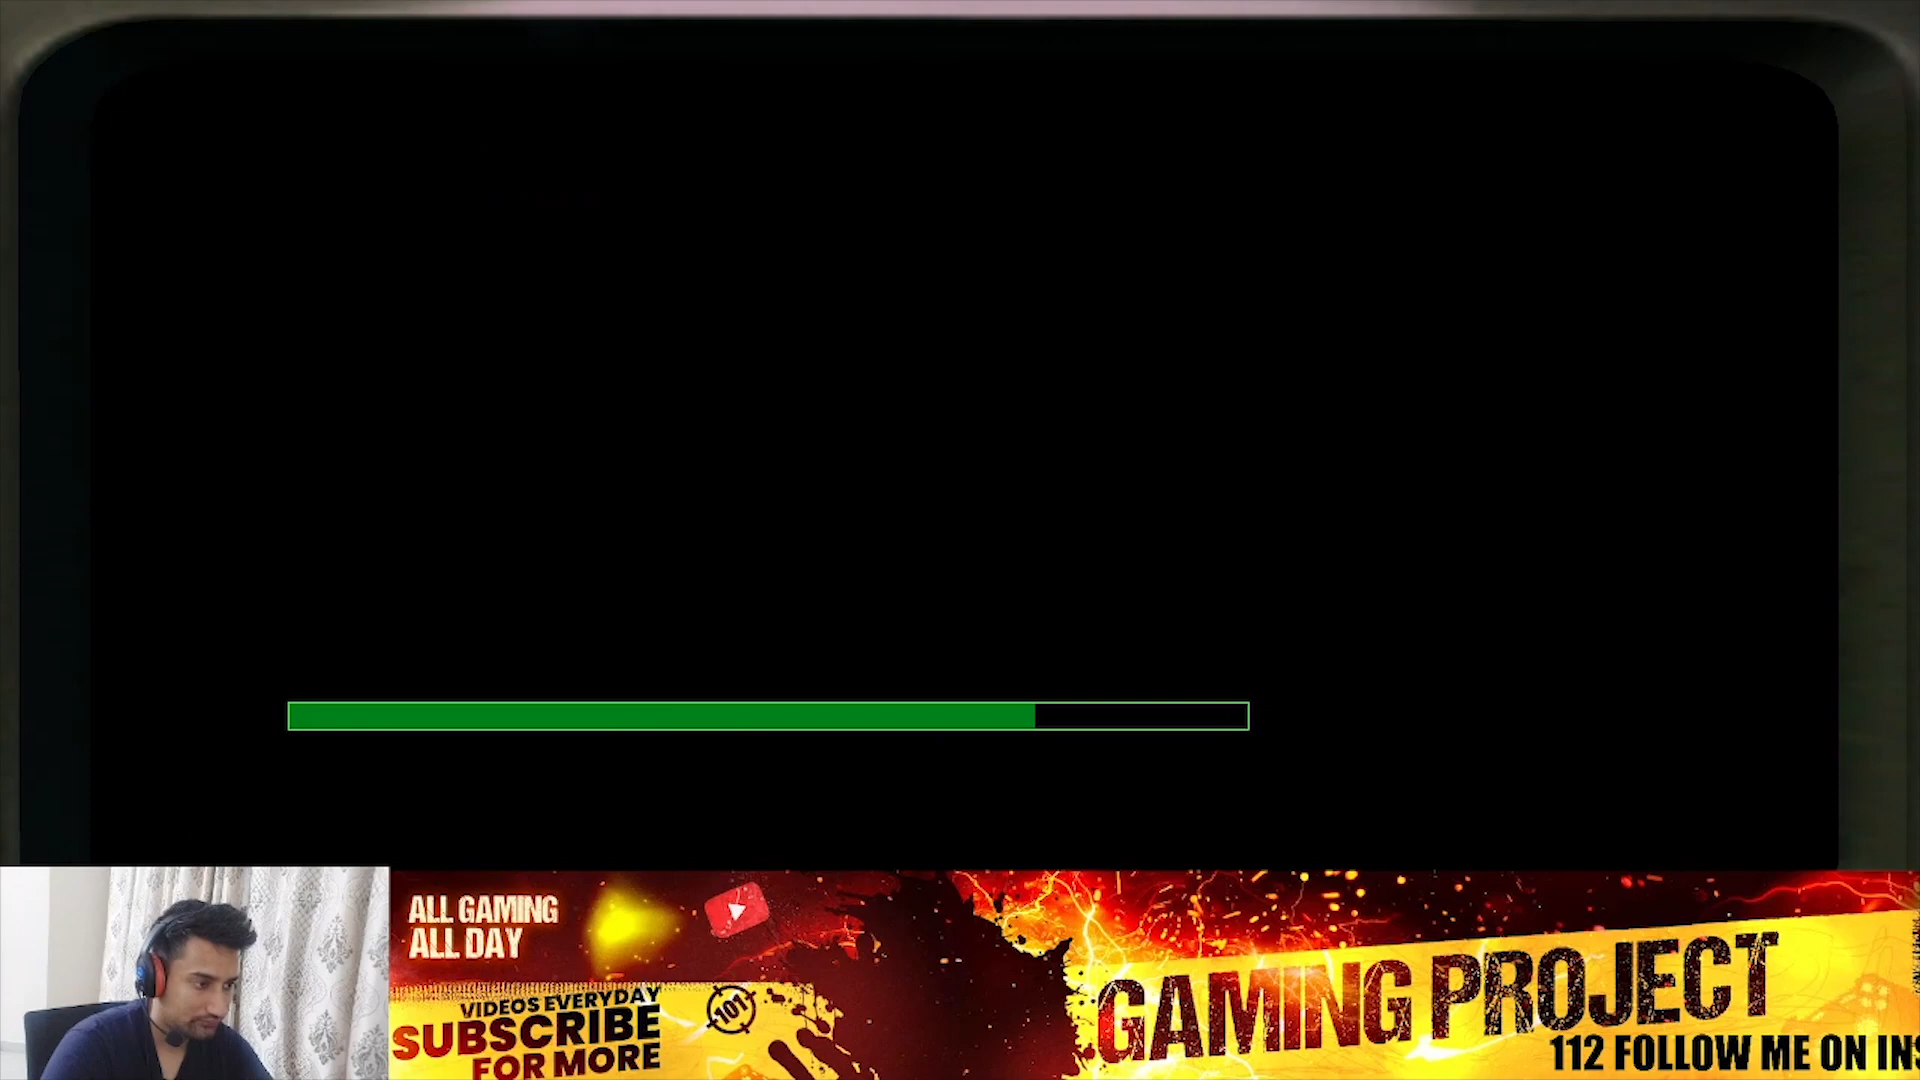 ALL GAMING
ALL DAY
VIDEOS EVERYDAY
SUBSCRIBE
FOR MORE
101
GAMING PROJECT
112 FOLLOW ME ON INS